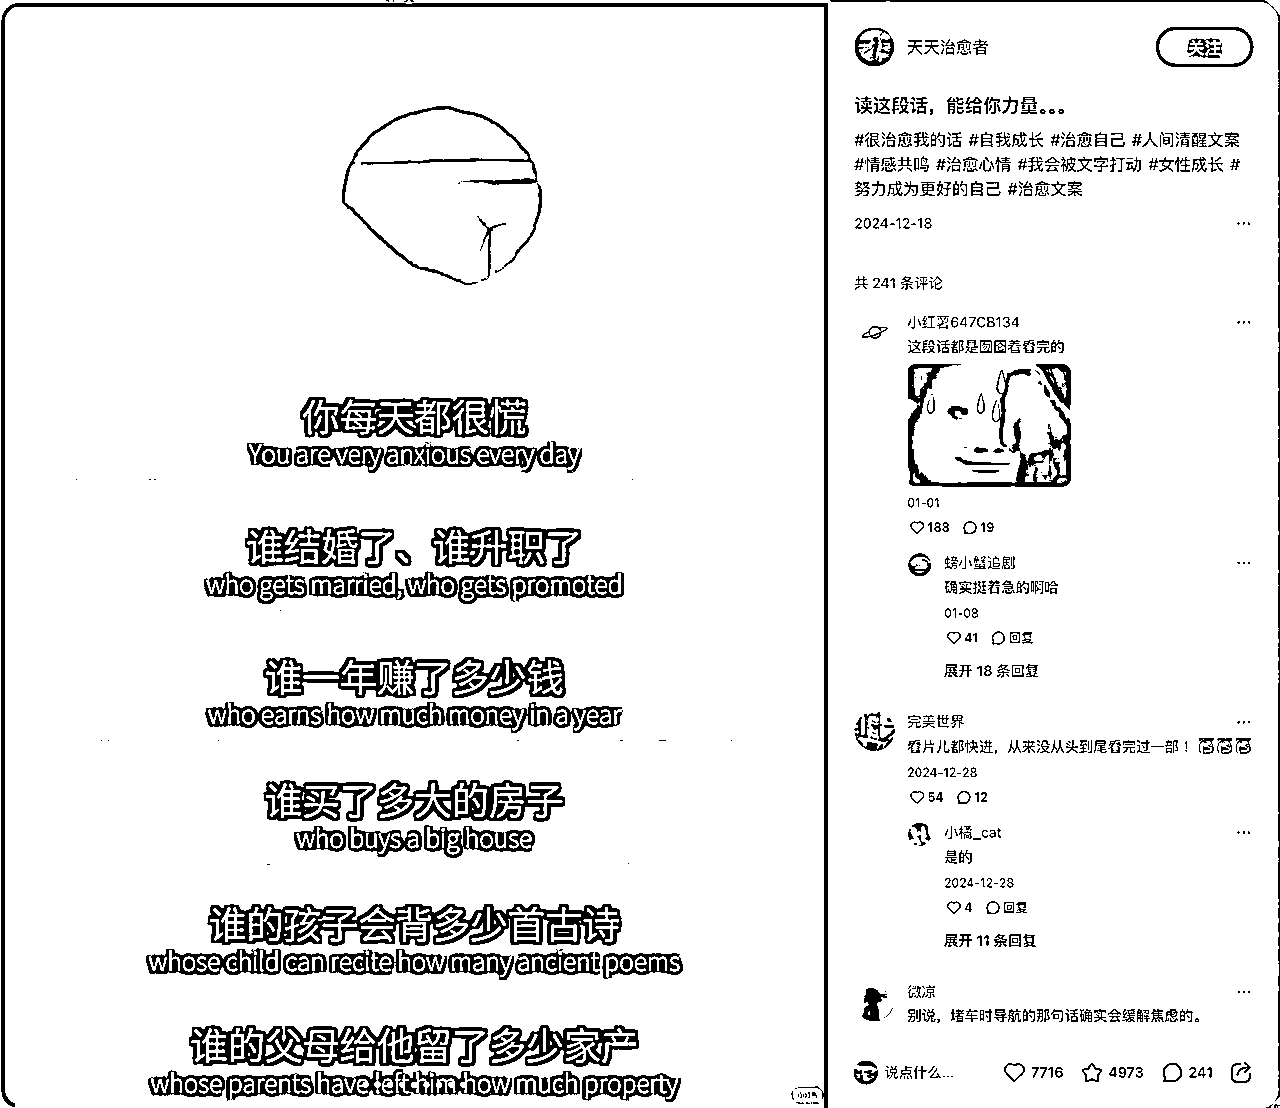 你每天都很慌
You are very anxious every day
谁结婚了、谁升职了
who gets married, who gets promoted
谁一年赚了多少钱
who earns how much money in a year
谁买了多大的房子
who buys a big house
谁的孩子会背多少首古诗
whose child can recite how many ancient poems
谁的父母给他留了多少家产
whose parents have left him how much property
天天治愈者
关注
读这段话，能给你力量。。。
#很治愈我的话 #自我成长 #治愈自己 #人间清醒文案
#情感共鸣 #治愈心情 #我会被文字打动 #女性成长 #
努力成为更好的自己 #治愈文案
2024-12-18
共 241 条评论
小红薯647CB134
这段话都是囫囵着看完的
01-01
188 19
螃小蟹追剧
确实挺着急的啊哈
01-08
41 回复
展开 18 条回复
完美世界
看片儿都快进，从来没从头到尾看完过一部！
2024-12-28
54 12
小橘_cat
是的
2024-12-28
4 回复
展开 11 条回复
微凉
别说，堵车时导航的那句话确实会缓解焦虑的。
说点什么...
7716 4973 241